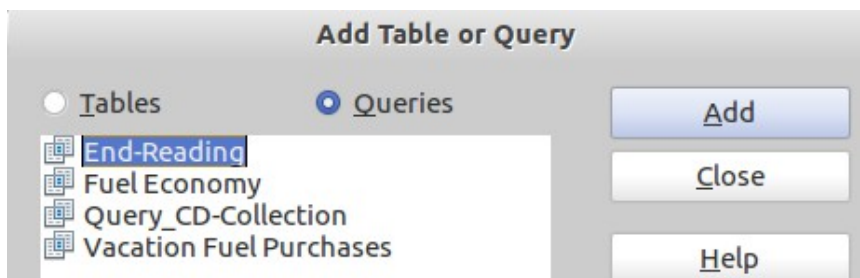 Add Table or Query
Tables
Queries
Add
End-Reading
Fuel Economy
Close
Query_CD-Collection
Vacation Fuel Purchases
Help